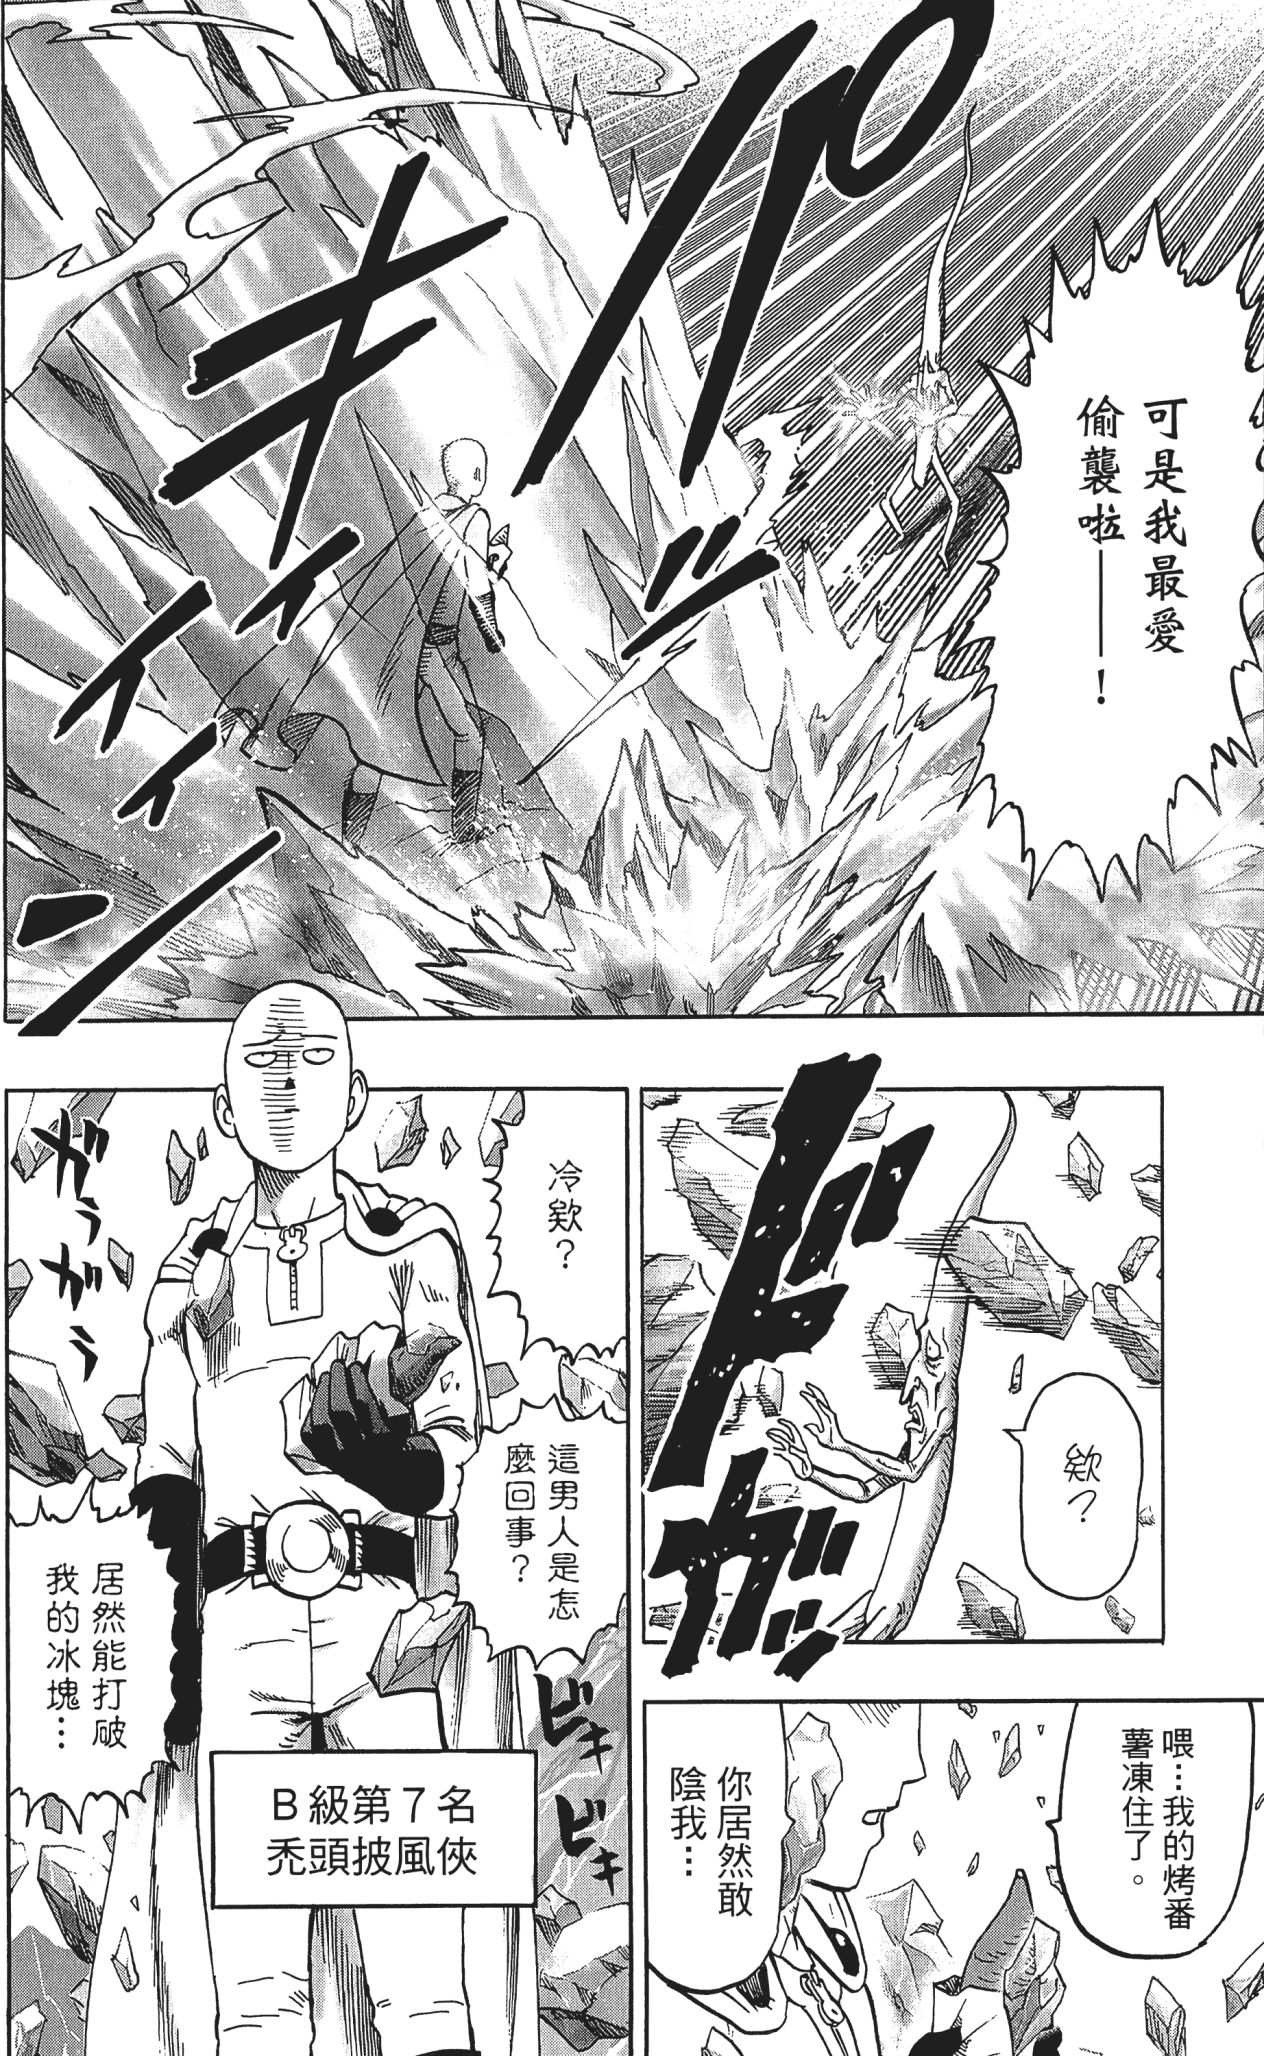 可是我最愛
偷襲啦——！
パキキィィィン
欸？
ドガガッ
喂…我的烤番
薯凍住了。
你居然敢
陰我…
冷欸？
這男人是怎
麼回事？
居然能打破
我的冰塊…
ガラガラ
ビキ
ビキ
B級第7名
禿頭披風俠